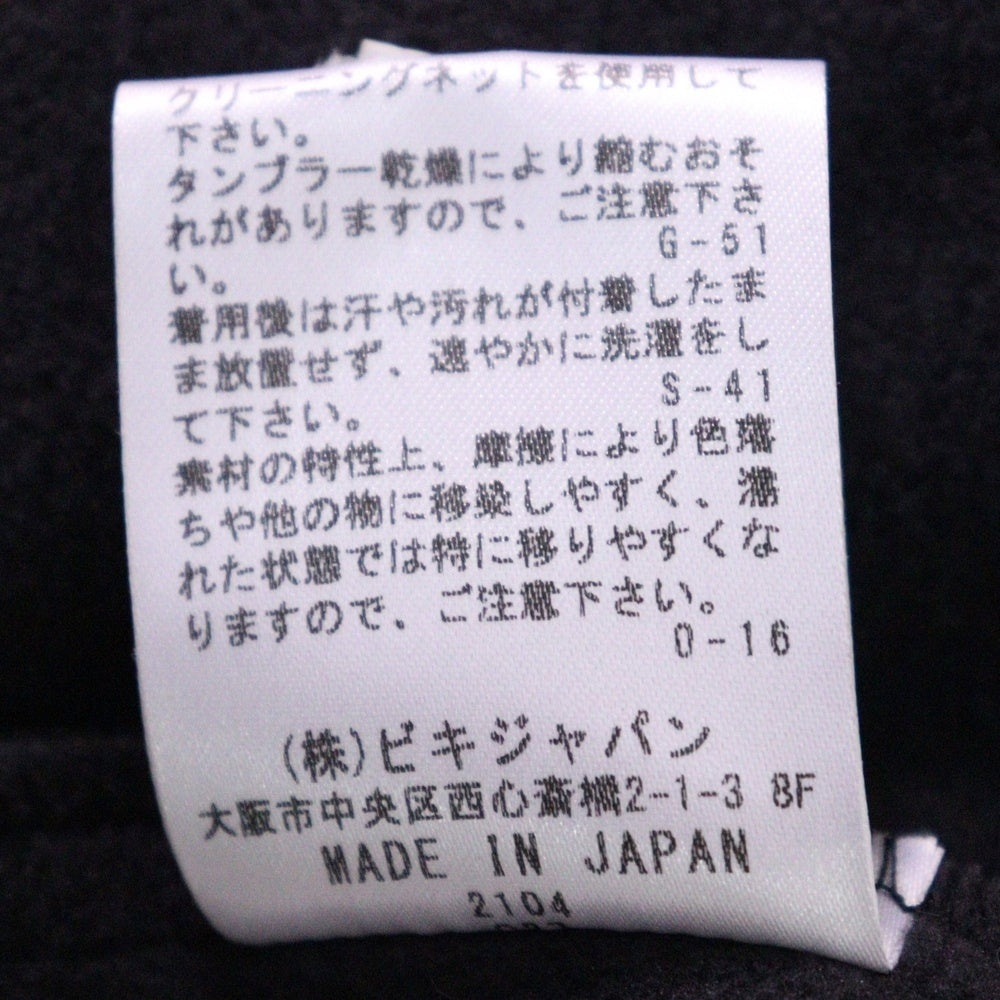 クリーニングネットを使用して
下さい。
タンブラー乾燥により縮むおそ
れがありますので、ご注意下さ
G-51
い。
着用後は汗や汚れが付着したま
ま放置せず、速やかに洗濯をし
S-41
て下さい。
素材の特性上、摩擦により色落
ちや他の物に移染しやすく、濡
れた状態では特に移りやすくな
りますので、ご注意下さい。
O-16
(株)ビキジャパン
大阪市中央区西心斎橋2-1-3 8F
MADE IN JAPAN
2104